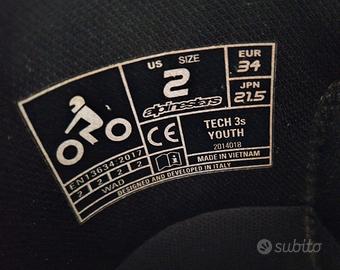 US SIZE
2
alpinestars
EUR
34
JPN
21.5
CE
TECH 3s
YOUTH
2014018
EN13634:2017
2 2 2 2
WAD
MADE IN VIETNAM
DESIGNED AND DEVELOPED IN ITALY
subito